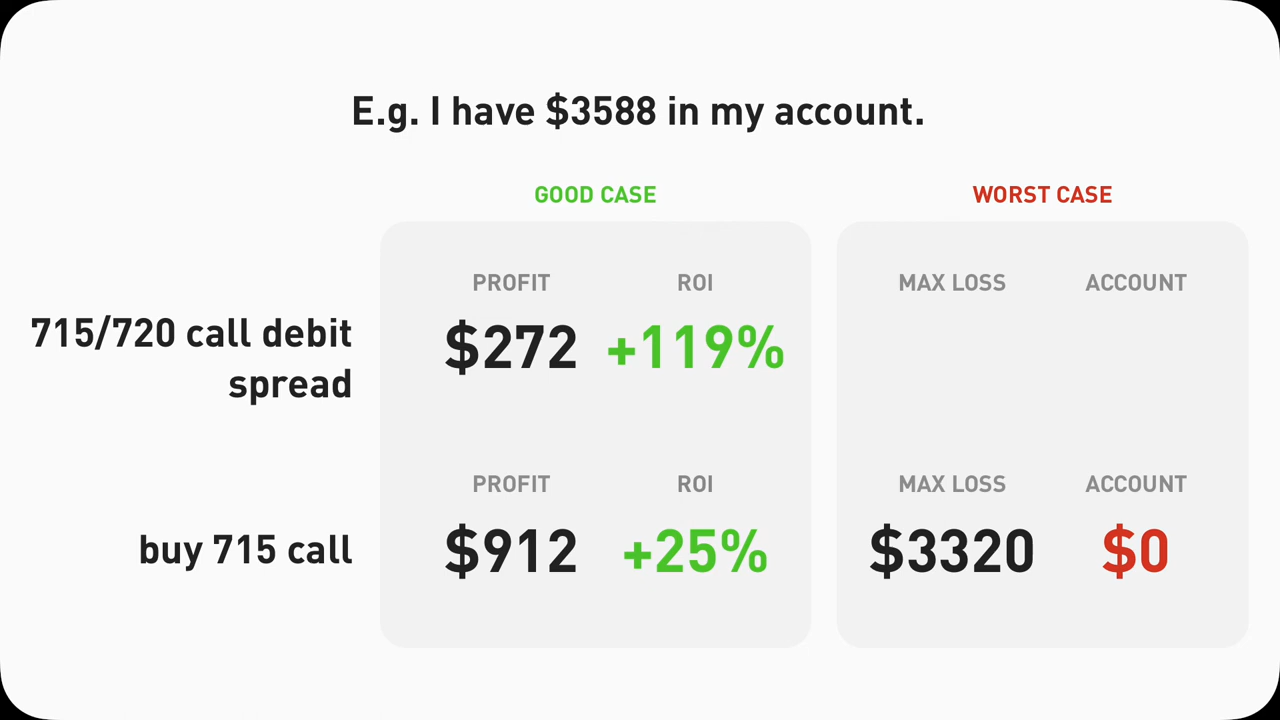 E.g. I have $3588 in my account.
GOOD CASE
WORST CASE
PROFIT ROI
MAX LOSS ACCOUNT
715/720 call debit
spread
$272 +119%
PROFIT ROI
MAX LOSS ACCOUNT
buy 715 call
$912 +25%
$3320 $0